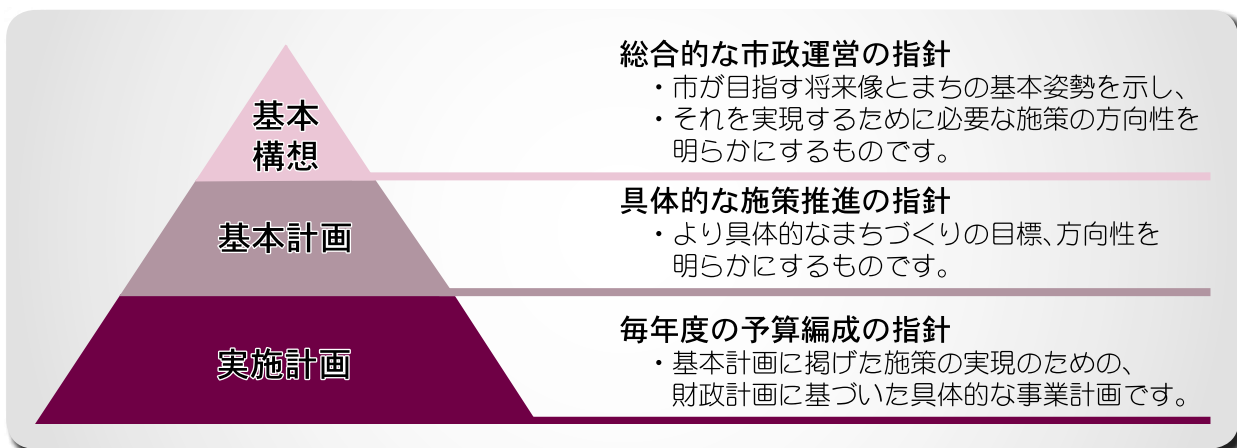 基本
構想
総合的な市政運営の指針
・市が目指す将来像とまちの基本姿勢を示し、
・それを実現するために必要な施策の方向性を
明らかにするものです。
基本計画
具体的な施策推進の指針
・より具体的なまちづくりの目標、方向性を
明らかにするものです。
実施計画
毎年度の予算編成の指針
・基本計画に掲げた施策の実現のための、
財政計画に基づいた具体的な事業計画です。